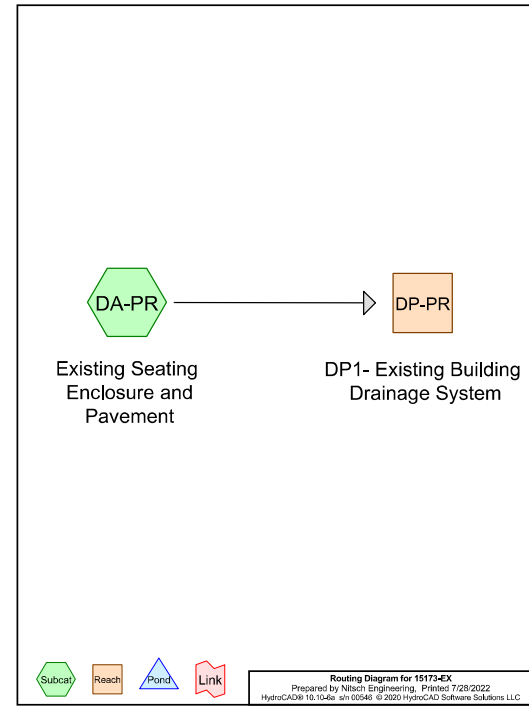 DA-PR
DP-PR
Existing Seating
Enclosure and
Pavement
DP1- Existing Building
Drainage System
Subcat
Reach
Pond
Link
Routing Diagram for 15173-EX
Prepared by Nitsch Engineering, Printed 7/28/2022
HydroCAD® 10.10-6a s/n 00546 © 2020 HydroCAD Software Solutions LLC